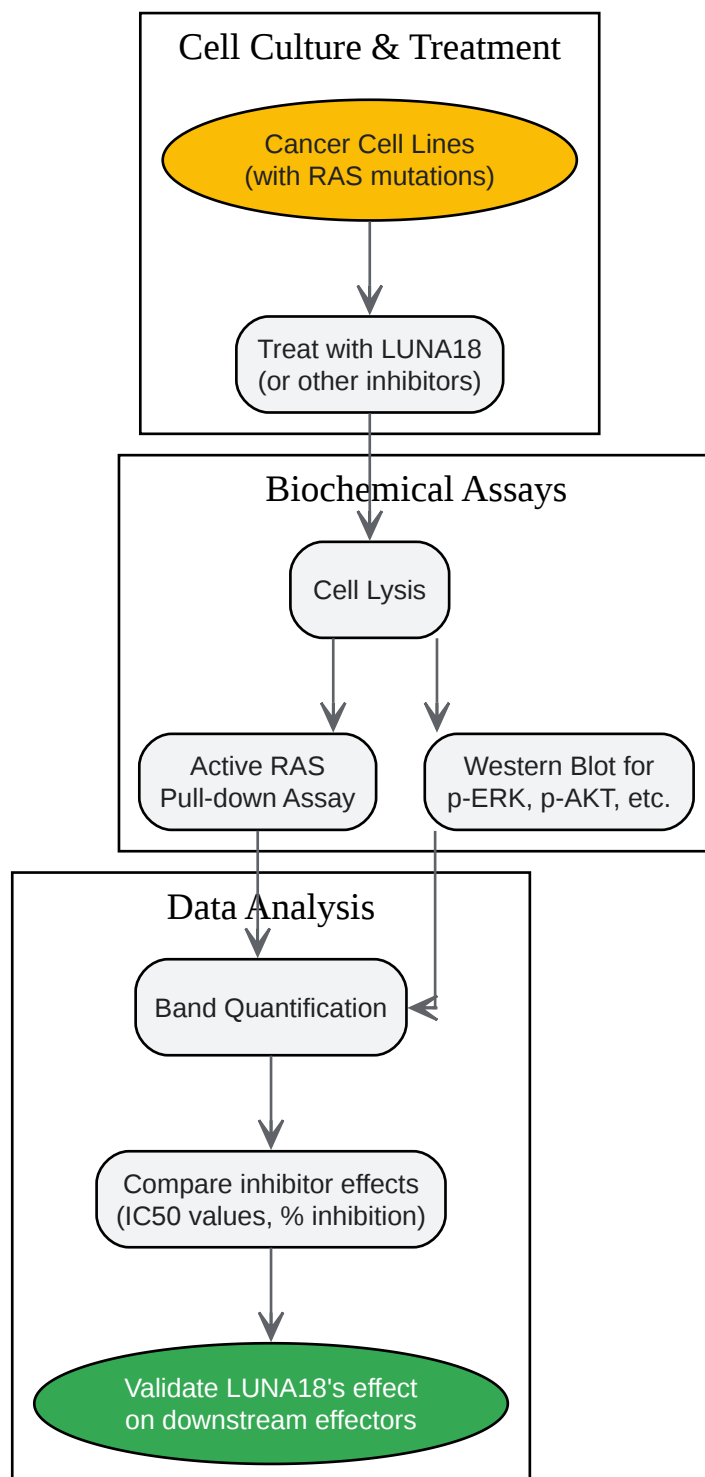 Cell Culture & Treatment
Cancer Cell Lines
(with RAS mutations)
Treat with LUNA18
(or other inhibitors)
Biochemical Assays
Cell Lysis
Active RAS
Pull-down Assay
Western Blot for
p-ERK, p-AKT, etc.
Data Analysis
Band Quantification
Compare inhibitor effects
(IC50 values, % inhibition)
Validate LUNA18's effect
on downstream effectors